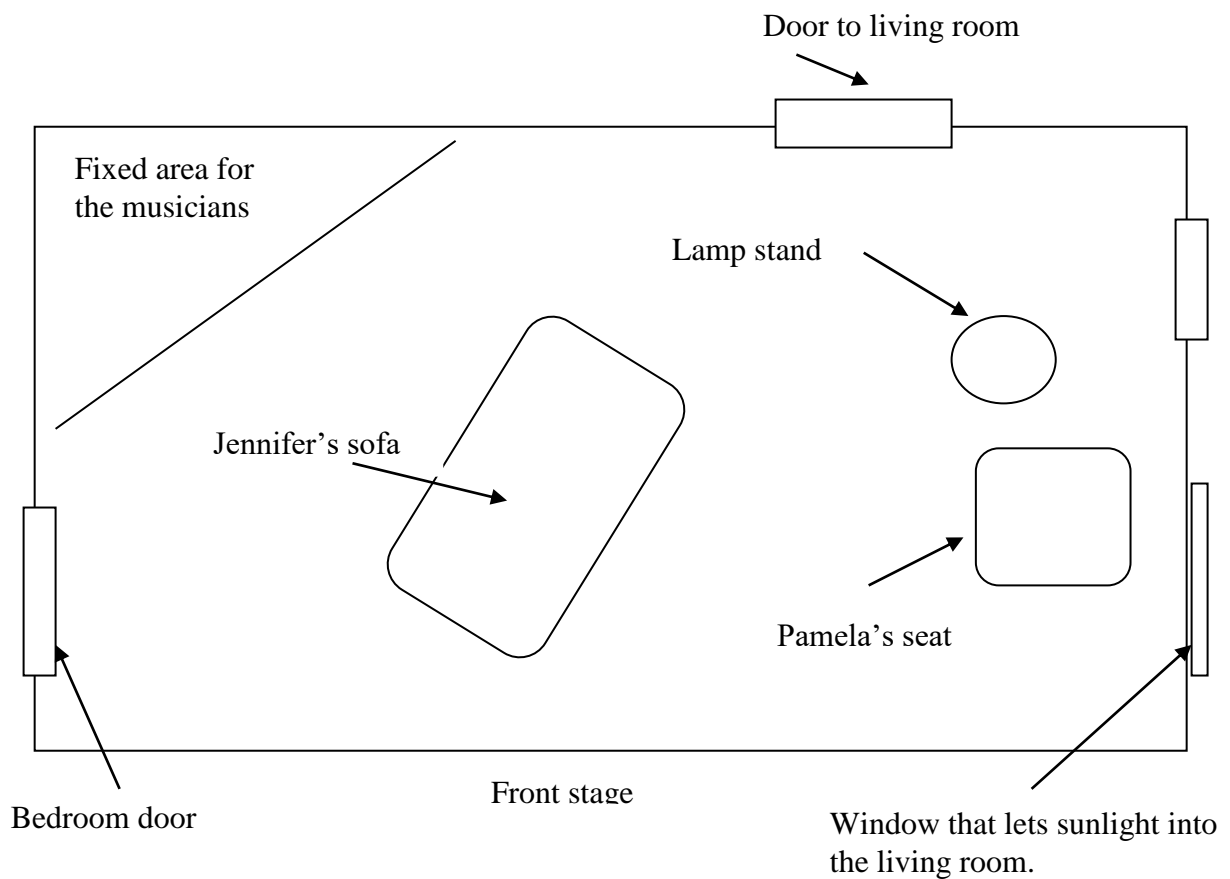 Door to living room
Fixed area for
the musicians
Lamp stand
Jennifer’s sofa
Pamela’s seat
Front stage
Bedroom door
Window that lets sunlight into
the living room.